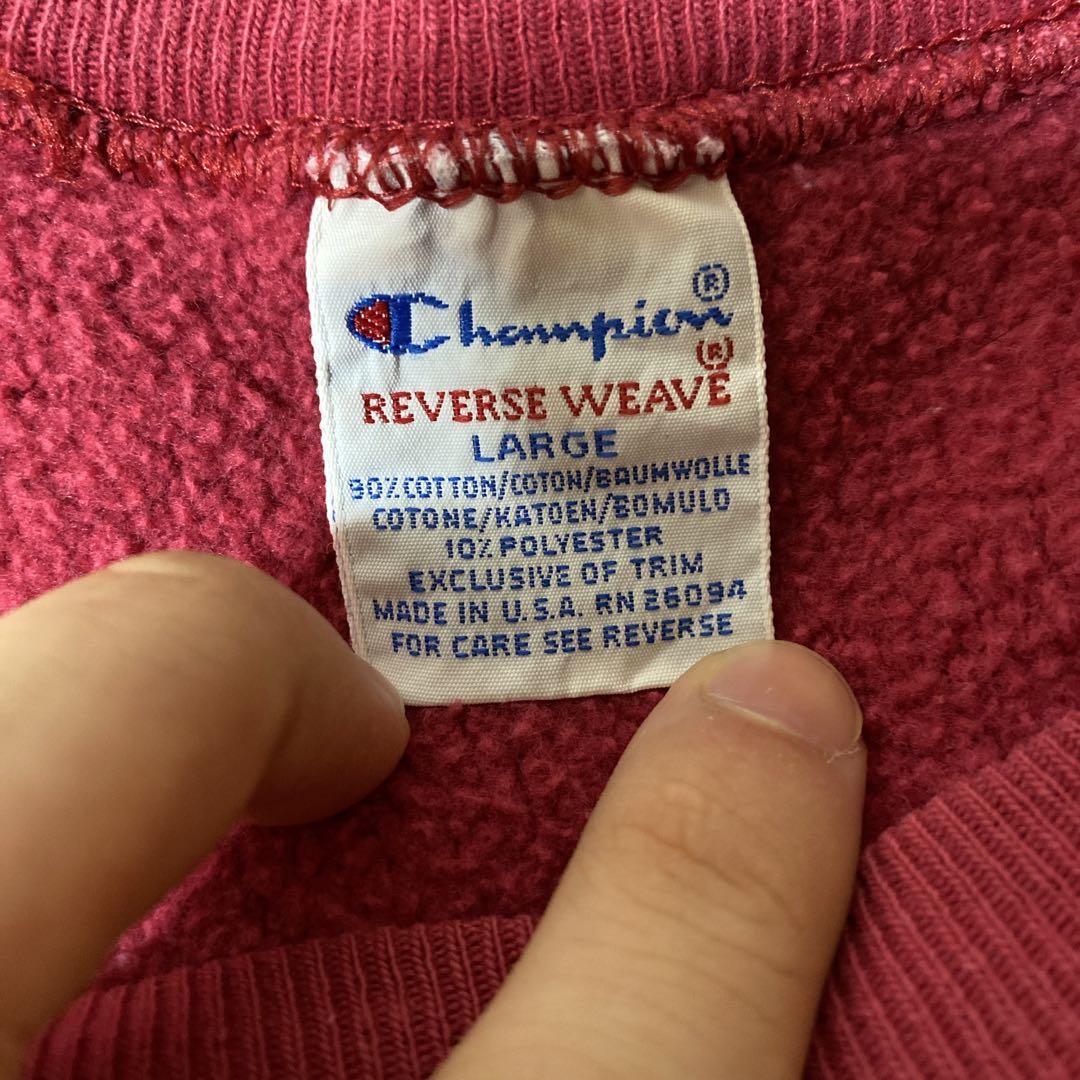 Champion®
REVERSE WEAVE®
LARGE
90% COTTON/COTON/BAUMWOLLE
COTONE/KATOEN/BOMULD
10% POLYESTER
EXCLUSIVE OF TRIM
MADE IN U.S.A. RN 26094
FOR CARE SEE REVERSE